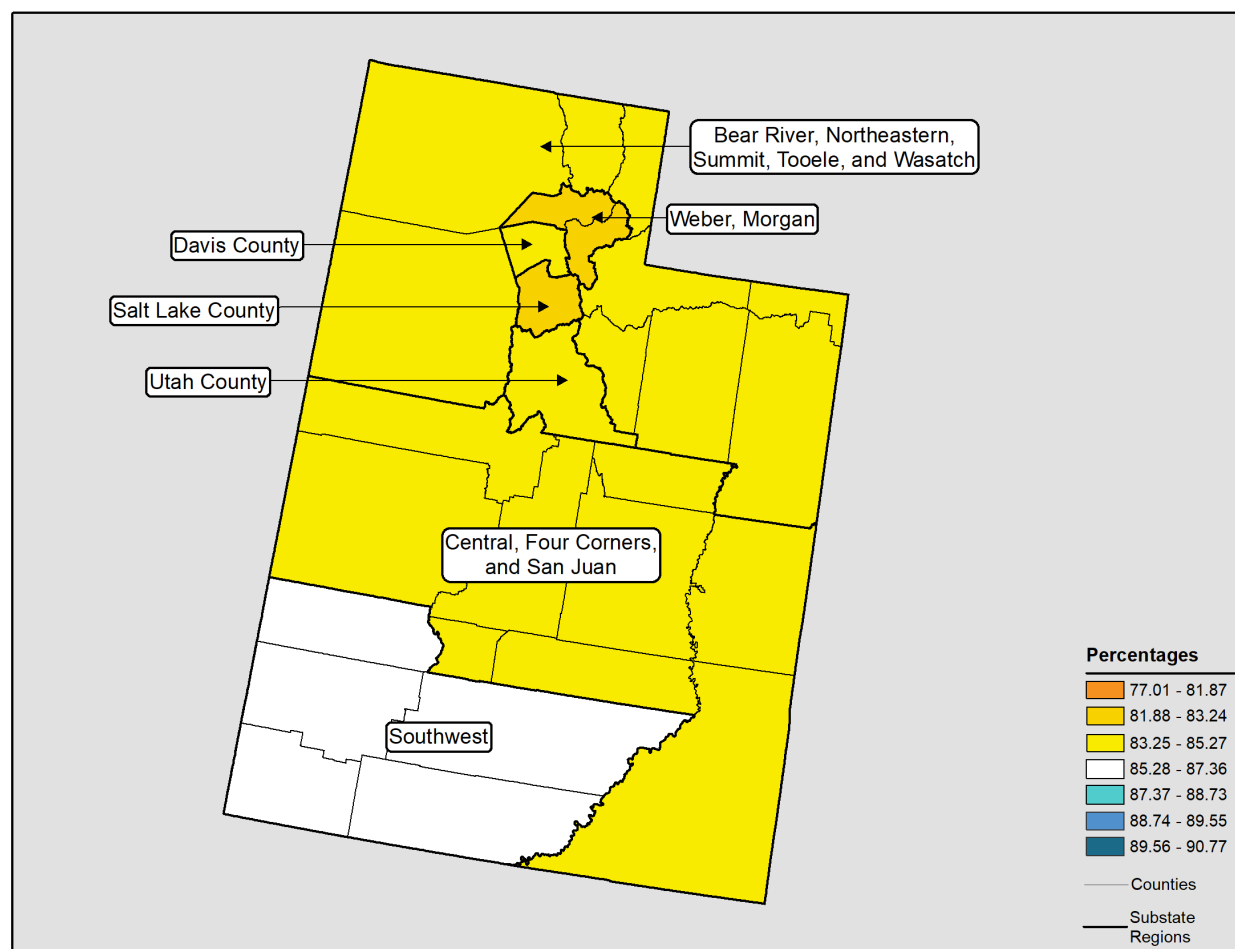 Bear River, Northeastern,
Summit, Tooele, and Wasatch
Weber, Morgan
Davis County
Salt Lake County
Utah County
Central, Four Corners,
and San Juan
Southwest
Percentages
77.01 - 81.87
81.88 - 83.24
83.25 - 85.27
85.28 - 87.36
87.37 - 88.73
88.74 - 89.55
89.56 - 90.77
Counties
Substate
Regions